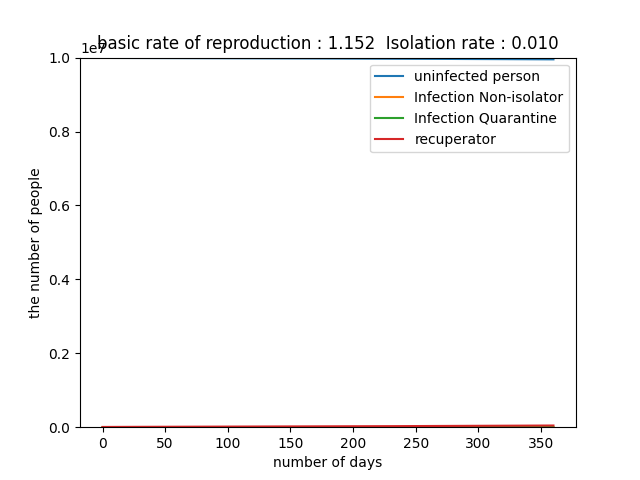 basic rate of reproduction : 1.152  Isolation rate : 0.010
1e7
1.0
0.8
0.6
0.4
0.2
0.0
the number of people
uninfected person
Infection Non-isolator
Infection Quarantine
recuperator
0 50 100 150 200 250 300 350
number of days